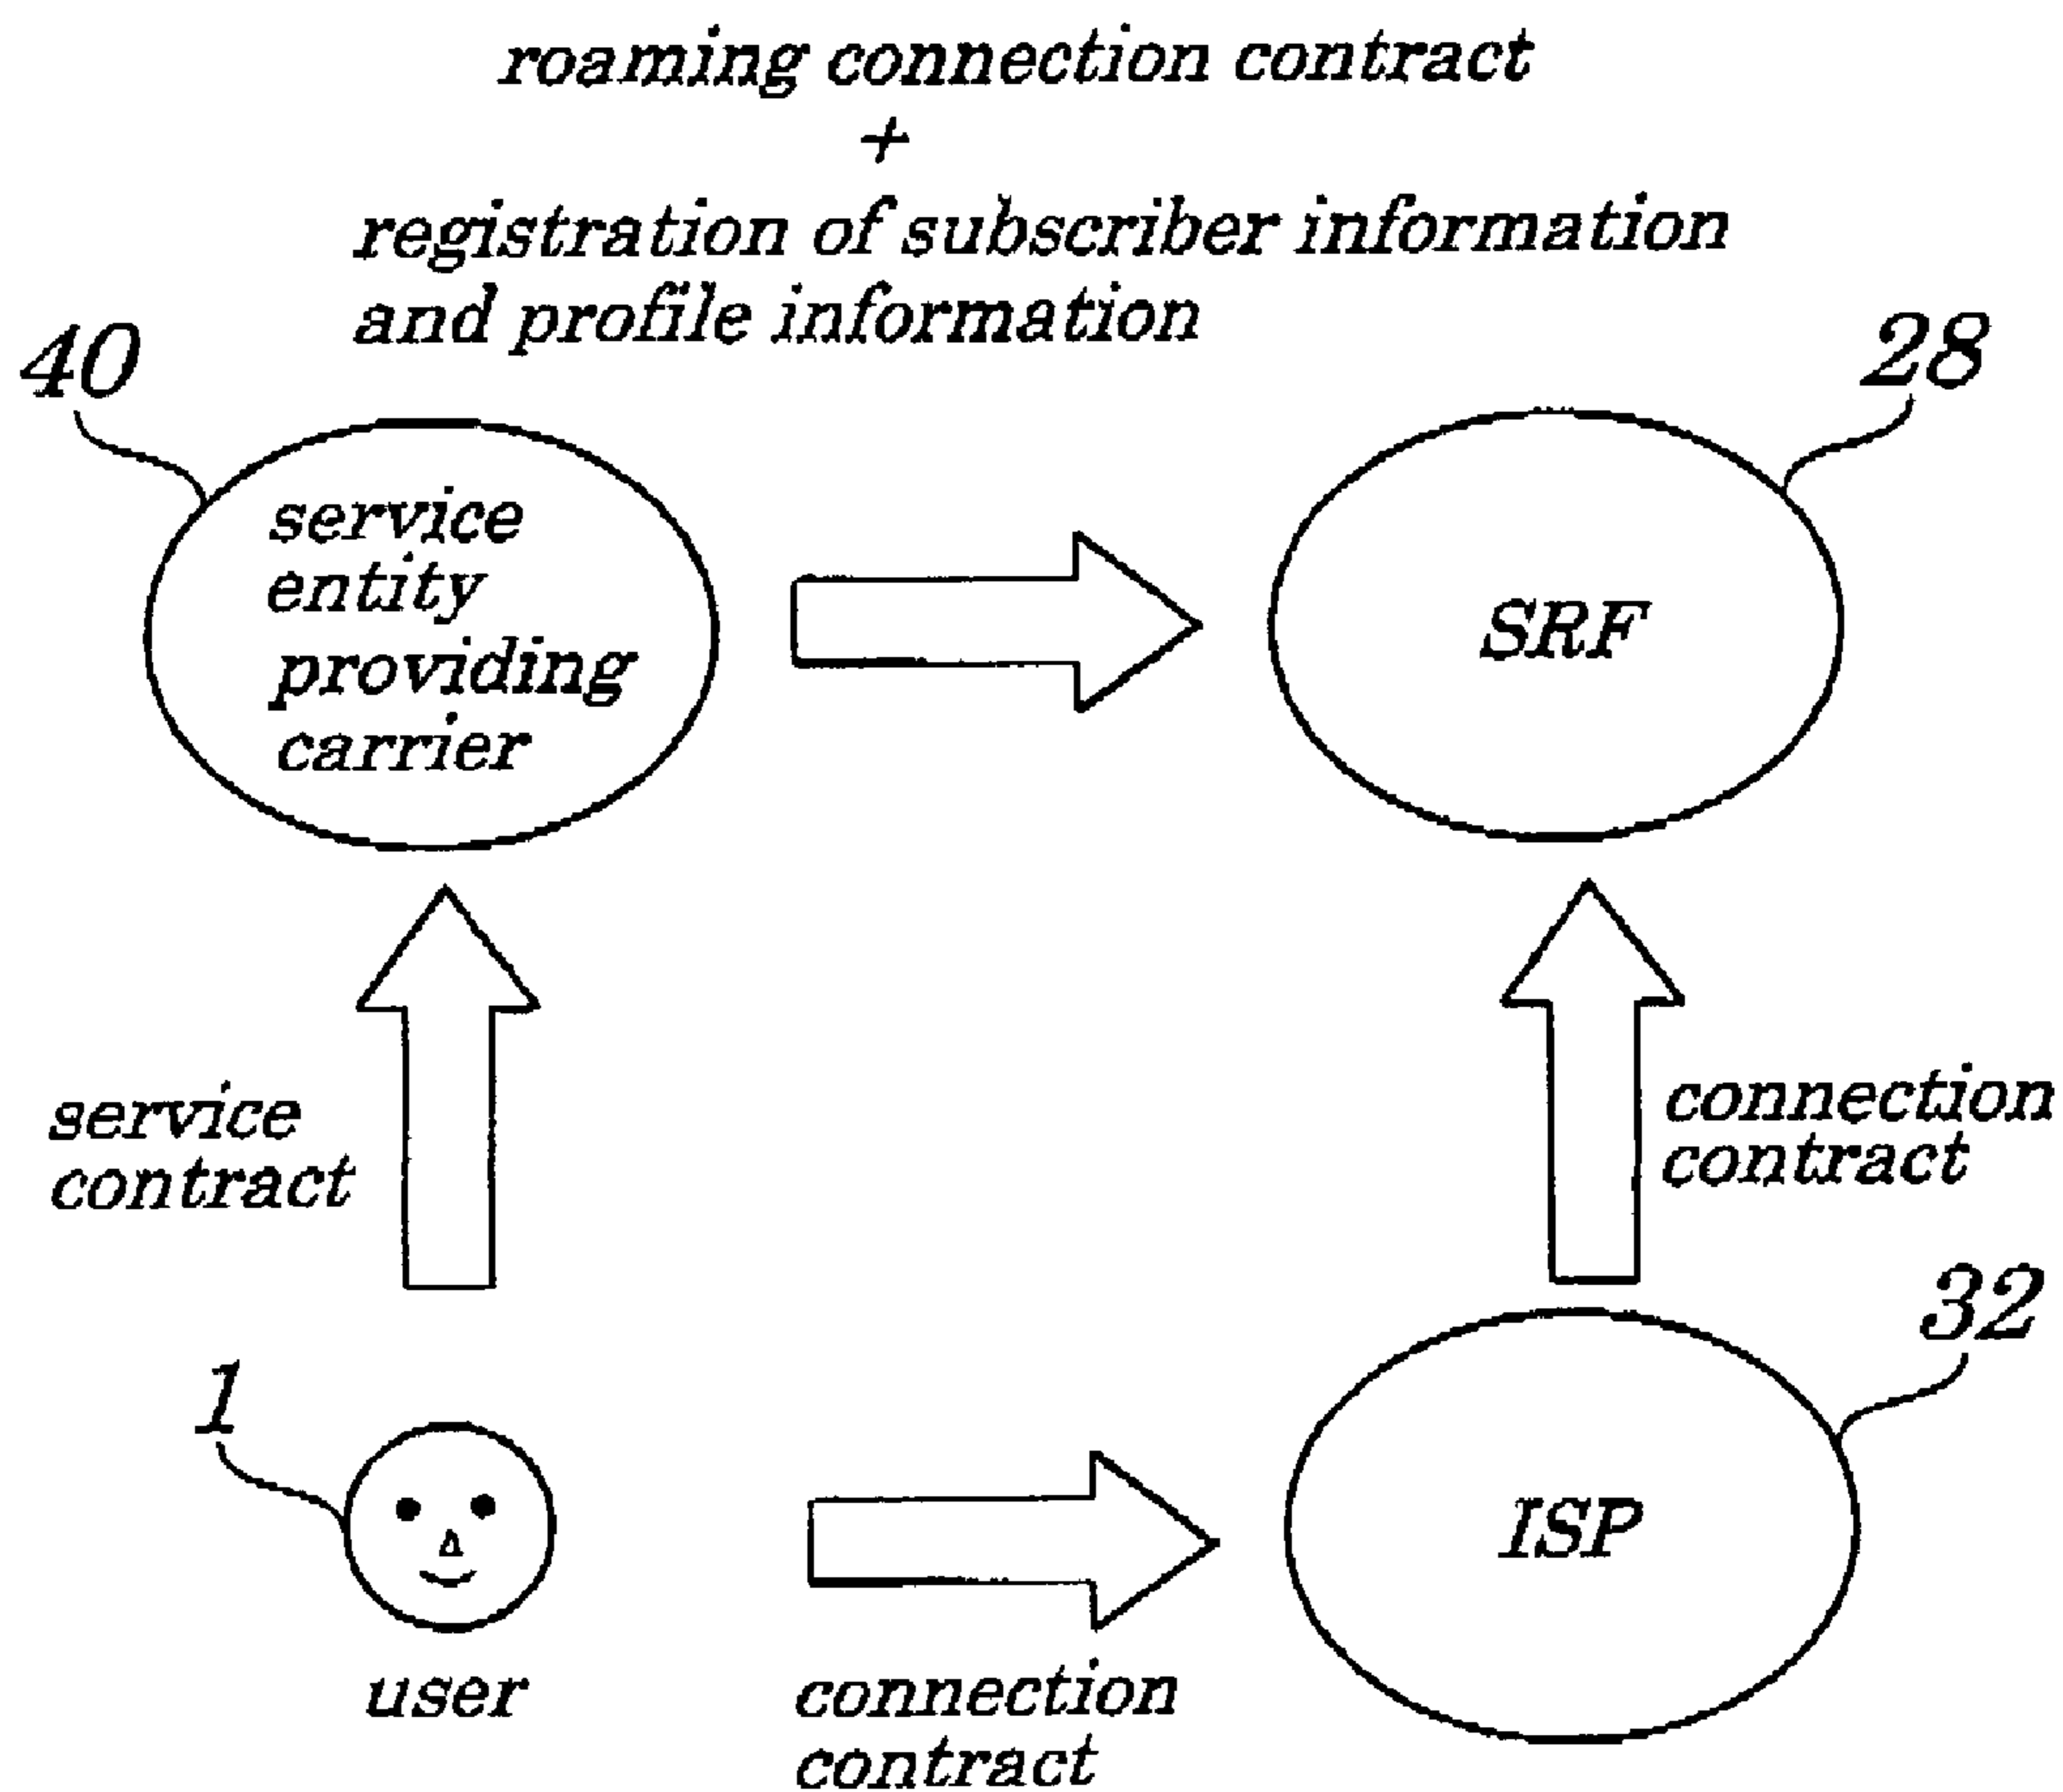 roaming connection contract
+
registration of subscriber information
and profile information
40
28
service
entity
providing
carrier
SRF
service
contract
connection
contract
32
1
ISP
user
connection
contract